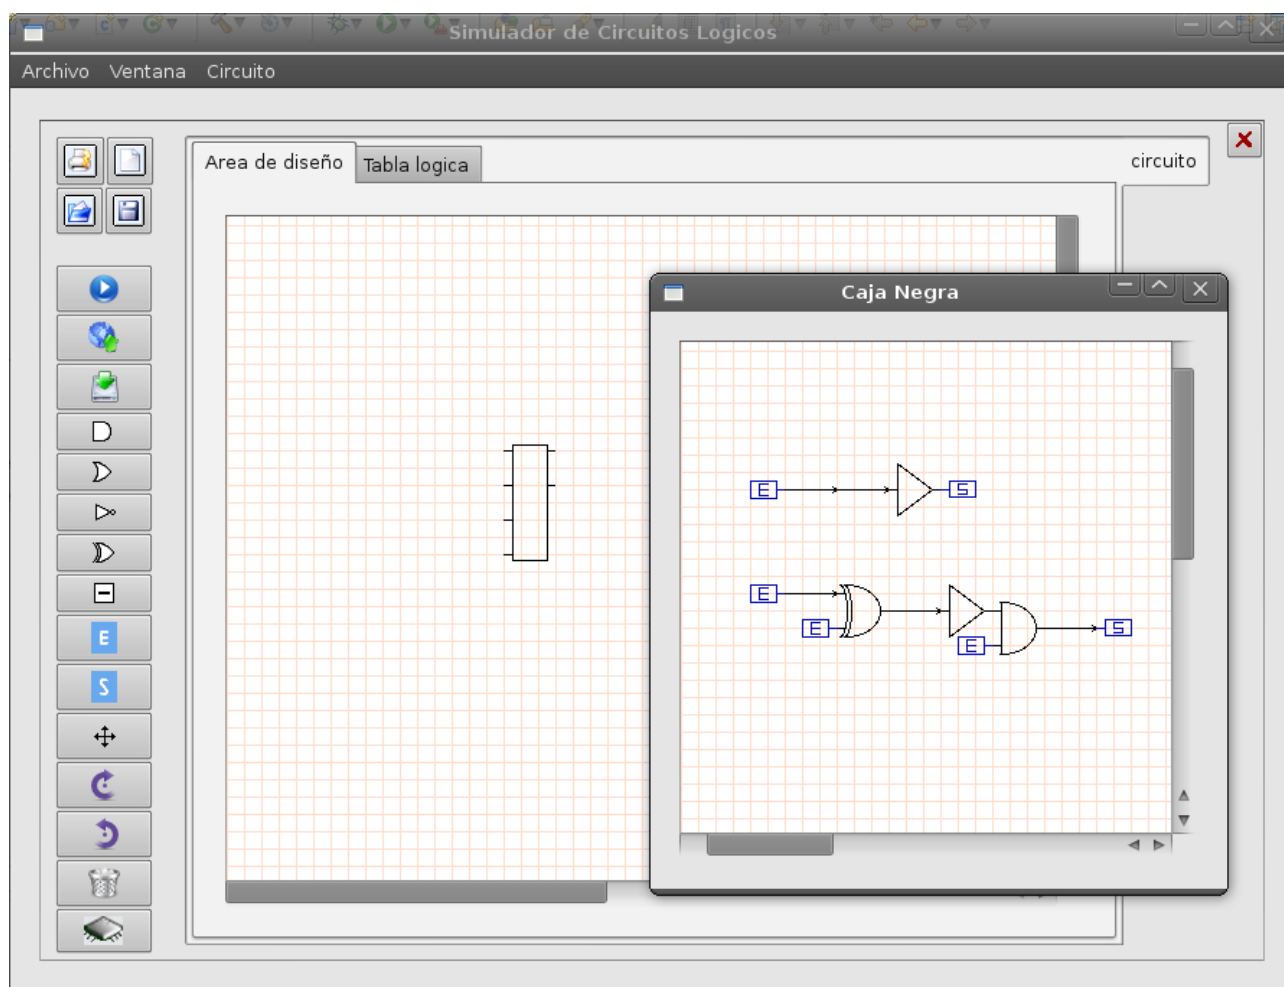 Simulador de Circuitos Logicos
Archivo Ventana Circuito
Area de diseño Tabla logica circuito
Caja Negra
E S
E
E S
E
E
S